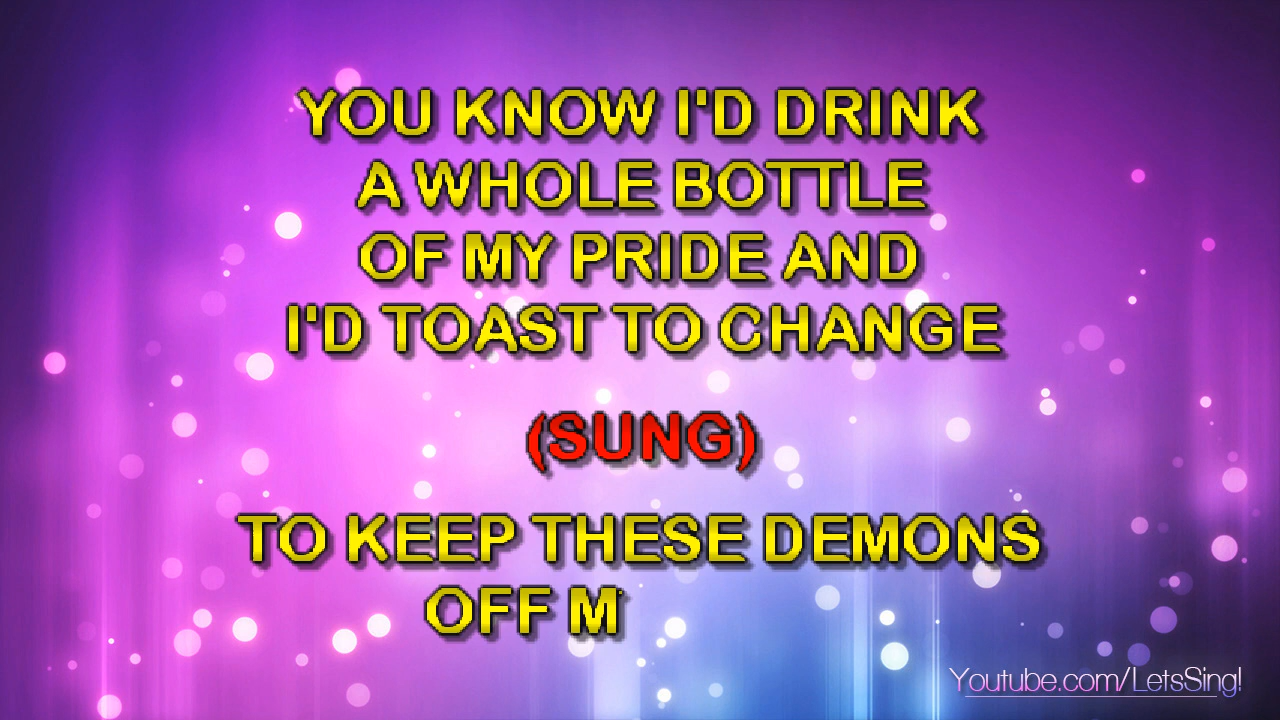 YOU KNOW I'D DRINK
A WHOLE BOTTLE
OF MY PRIDE AND
I'D TOAST TO CHANGE
(SUNG)
TO KEEP THESE DEMONS
OFF M
Youtube.com/LetsSing!